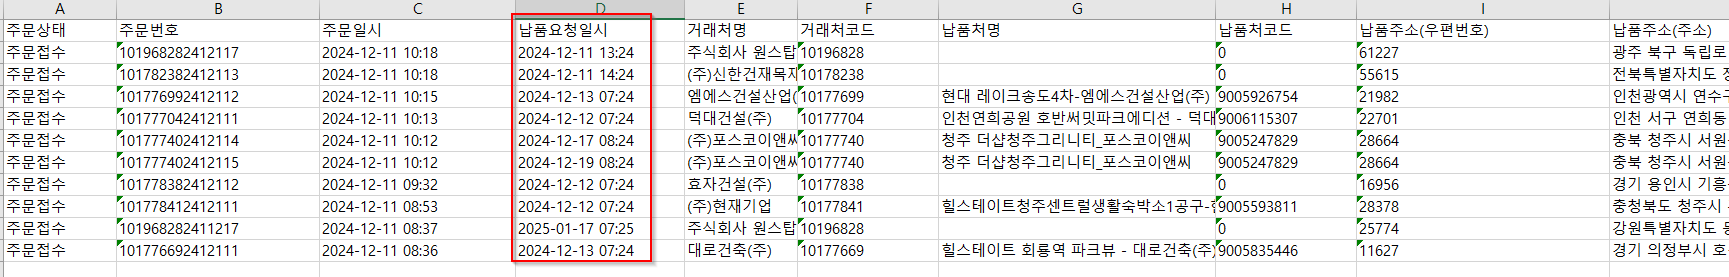 A B C D E F G H I
주문상태 주문번호 주문일시 납품요청일시 거래처명 거래처코드 납품처명 납품처코드 납품주소(우편번호) 납품주소(주소)
주문접수 101968282412117 2024-12-11 10:18 2024-12-11 13:24 주식회사 원스탑 10196828 0 61227 광주 북구 독립로
주문접수 101782382412113 2024-12-11 10:18 2024-12-11 14:24 (주)신한건재목재 10178238 0 55615 전북특별자치도
주문접수 101776992412112 2024-12-11 10:15 2024-12-13 07:24 엠에스건설산업( 10177699 현대 레이크송도4차-엠에스건설산업(주) 9005926754 21982 인천광역시 연수구
주문접수 101777042412111 2024-12-11 10:13 2024-12-12 07:24 덕대건설(주) 10177704 인천연희공원 호반써밋파크에디션 - 덕대 9006115307 22701 인천 서구 연희동
주문접수 101777402412114 2024-12-11 10:12 2024-12-17 08:24 (주)포스코이앤씨 10177740 청주 더샵청주그리니티_포스코이앤씨 9005247829 28664 충북 청주시 서원
주문접수 101777402412115 2024-12-11 10:12 2024-12-19 08:24 (주)포스코이앤씨 10177740 청주 더샵청주그리니티_포스코이앤씨 9005247829 28664 충북 청주시 서원
주문접수 101778382412112 2024-12-11 09:32 2024-12-12 07:24 효자건설(주) 10177838 0 16956 경기 용인시 기흥
주문접수 101778412412111 2024-12-11 08:53 2024-12-12 07:24 (주)현재기업 10177841 힐스테이트청주센트럴생활숙박소1공구- 9005593811 28378 충청북도 청주시
주문접수 101968282411217 2024-12-11 08:37 2025-01-17 07:25 주식회사 원스탑 10196828 0 25774 강원특별자치도
주문접수 101776692412111 2024-12-11 08:36 2024-12-13 07:24 대로건축(주) 10177669 힐스테이트 회룡역 파크뷰 - 대로건축(주) 9005835446 11627 경기 의정부시 호